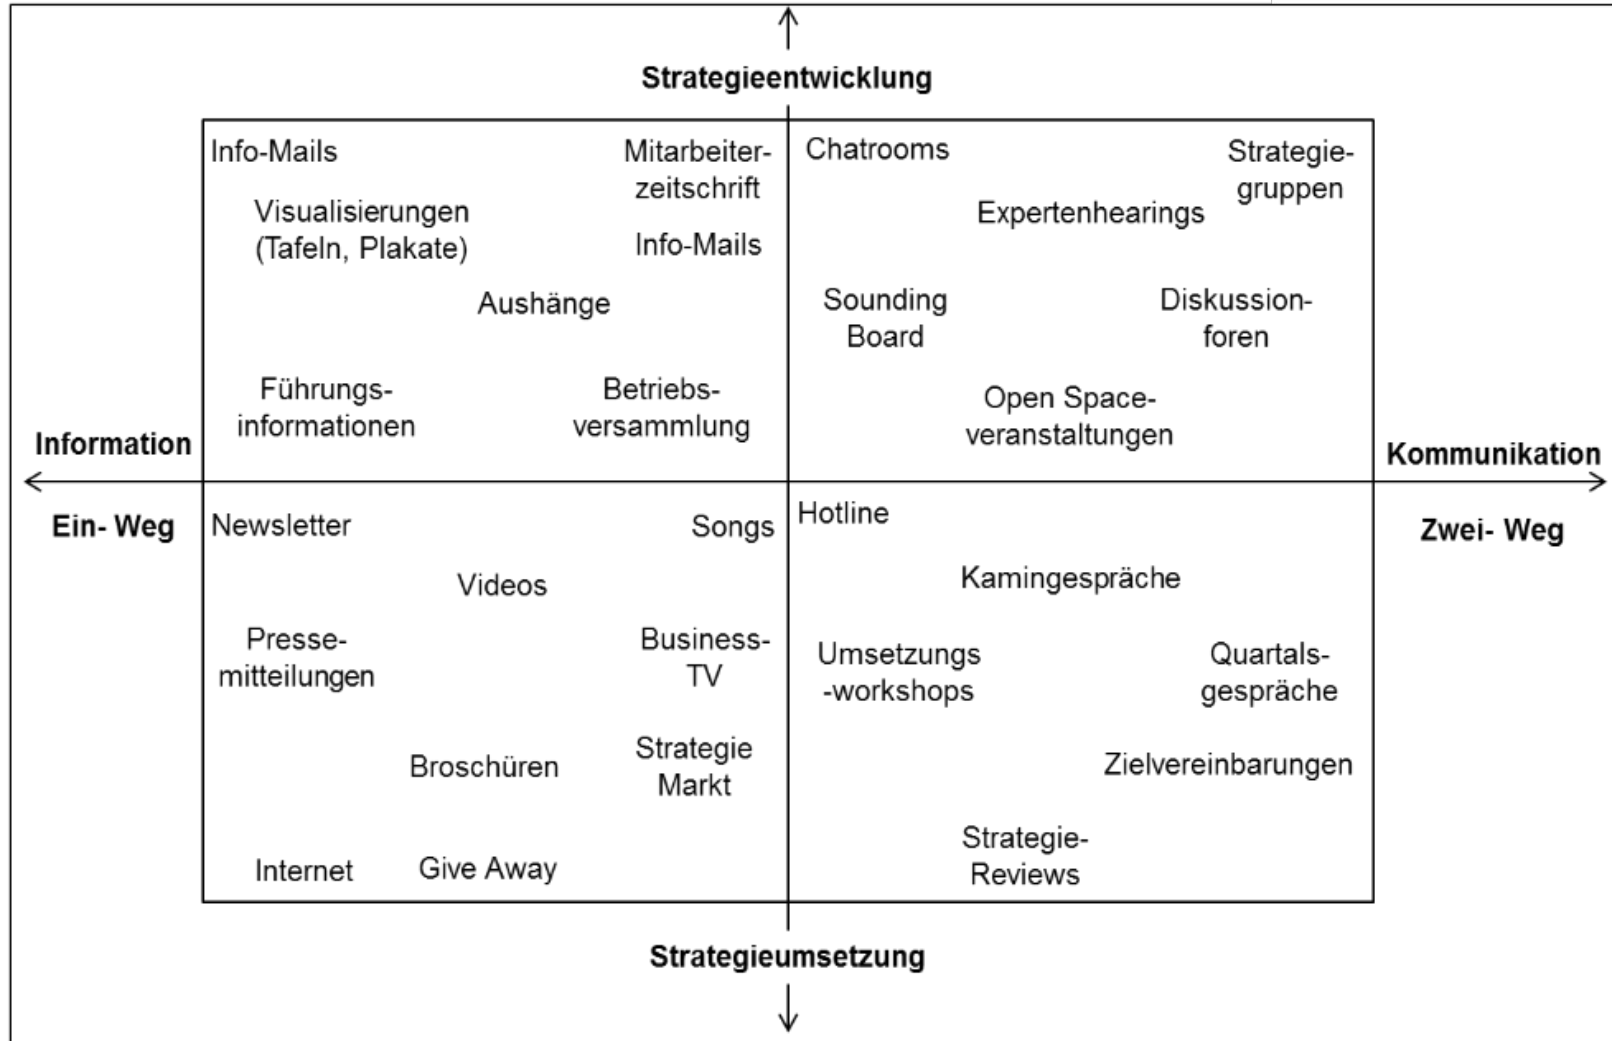 Strategieentwicklung
Info-Mails
Mitarbeiter-
zeitschrift
Visualisierungen
(Tafeln, Plakate)
Info-Mails
Aushänge
Führungs-
informationen
Betriebs-
versammlung
Chatrooms
Strategie-
gruppen
Expertenhearings
Sounding
Board
Diskussion-
foren
Open Space-
veranstaltungen
Information
Ein- Weg
Kommunikation
Zwei- Weg
Newsletter
Songs
Videos
Presse-
mitteilungen
Business-
TV
Broschüren
Strategie
Markt
Internet
Give Away
Hotline
Kamingespräche
Umsetzungs
-workshops
Quartals-
gespräche
Zielvereinbarungen
Strategie-
Reviews
Strategieumsetzung